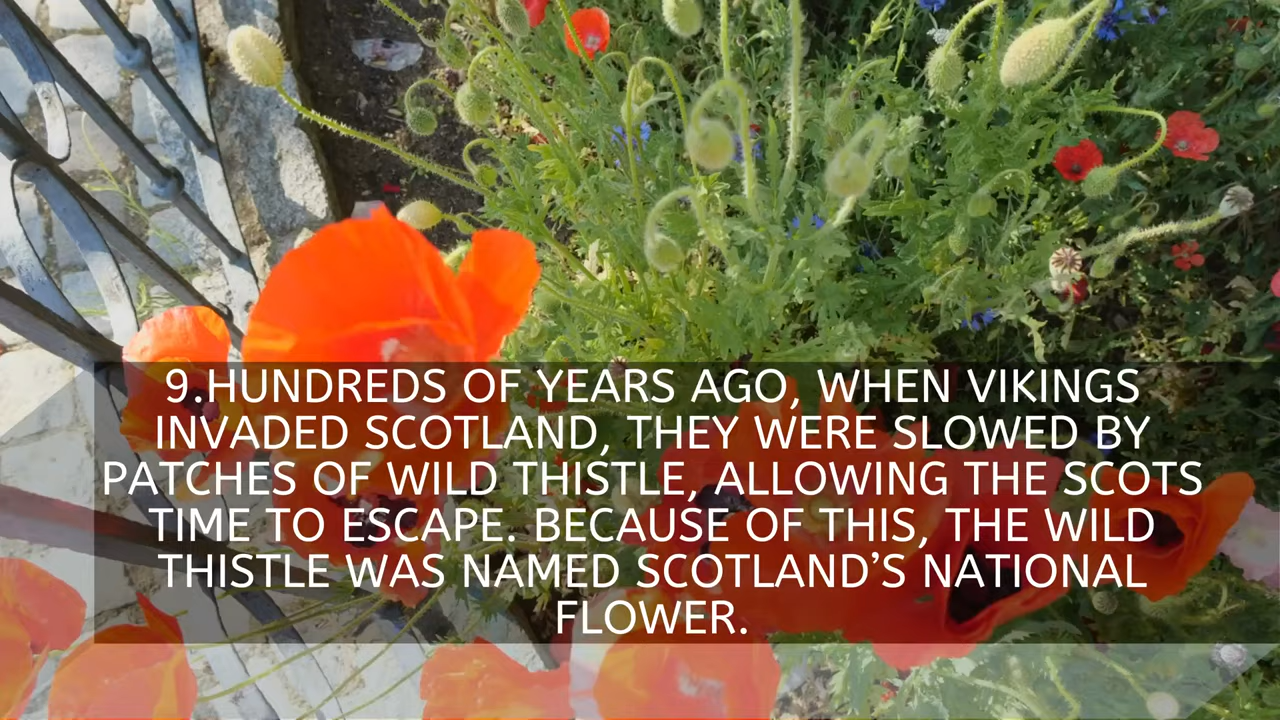 9.HUNDREDS OF YEARS AGO, WHEN VIKINGS
INVADED SCOTLAND, THEY WERE SLOWED BY
PATCHES OF WILD THISTLE, ALLOWING THE SCOTS
TIME TO ESCAPE. BECAUSE OF THIS, THE WILD
THISTLE WAS NAMED SCOTLAND’S NATIONAL
FLOWER.